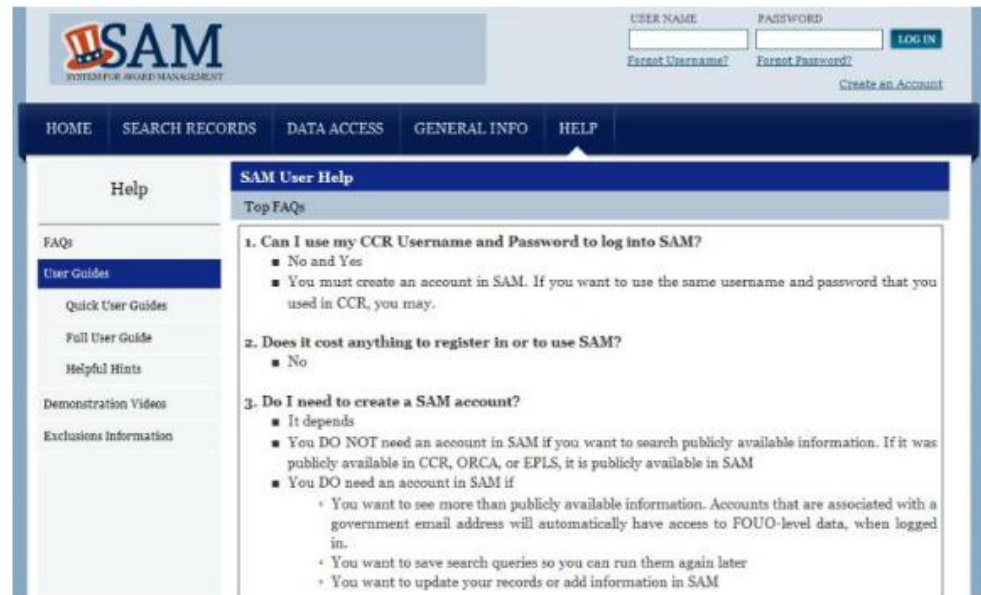 USER NAME PASSWORD
SAM
SYSTEM FOR AWARD MANAGEMENT
LOG IN
Forgot Username? Forgot Password?
Create an Account
HOME SEARCH RECORDS DATA ACCESS GENERAL INFO HELP
Help
FAQs
User Guides
Quick User Guides
Full User Guide
Helpful Hints
Demonstration Videos
Exclusions Information
SAM User Help
Top FAQs
1. Can I use my CCR Username and Password to log into SAM?
■ No and Yes
■ You must create an account in SAM. If you want to use the same username and password that you
used in CCR, you may.
2. Does it cost anything to register in or to use SAM?
■ No
3. Do I need to create a SAM account?
■ It depends
■ You DO NOT need an account in SAM if you want to search publicly available information. If it was
publicly available in CCR, ORCA, or EPLS, it is publicly available in SAM
■ You DO need an account in SAM if
◦ You want to see more than publicly available information. Accounts that are associated with a
government email address will automatically have access to FOUO-level data, when logged
in.
◦ You want to save search queries so you can run them again later
◦ You want to update your records or add information in SAM